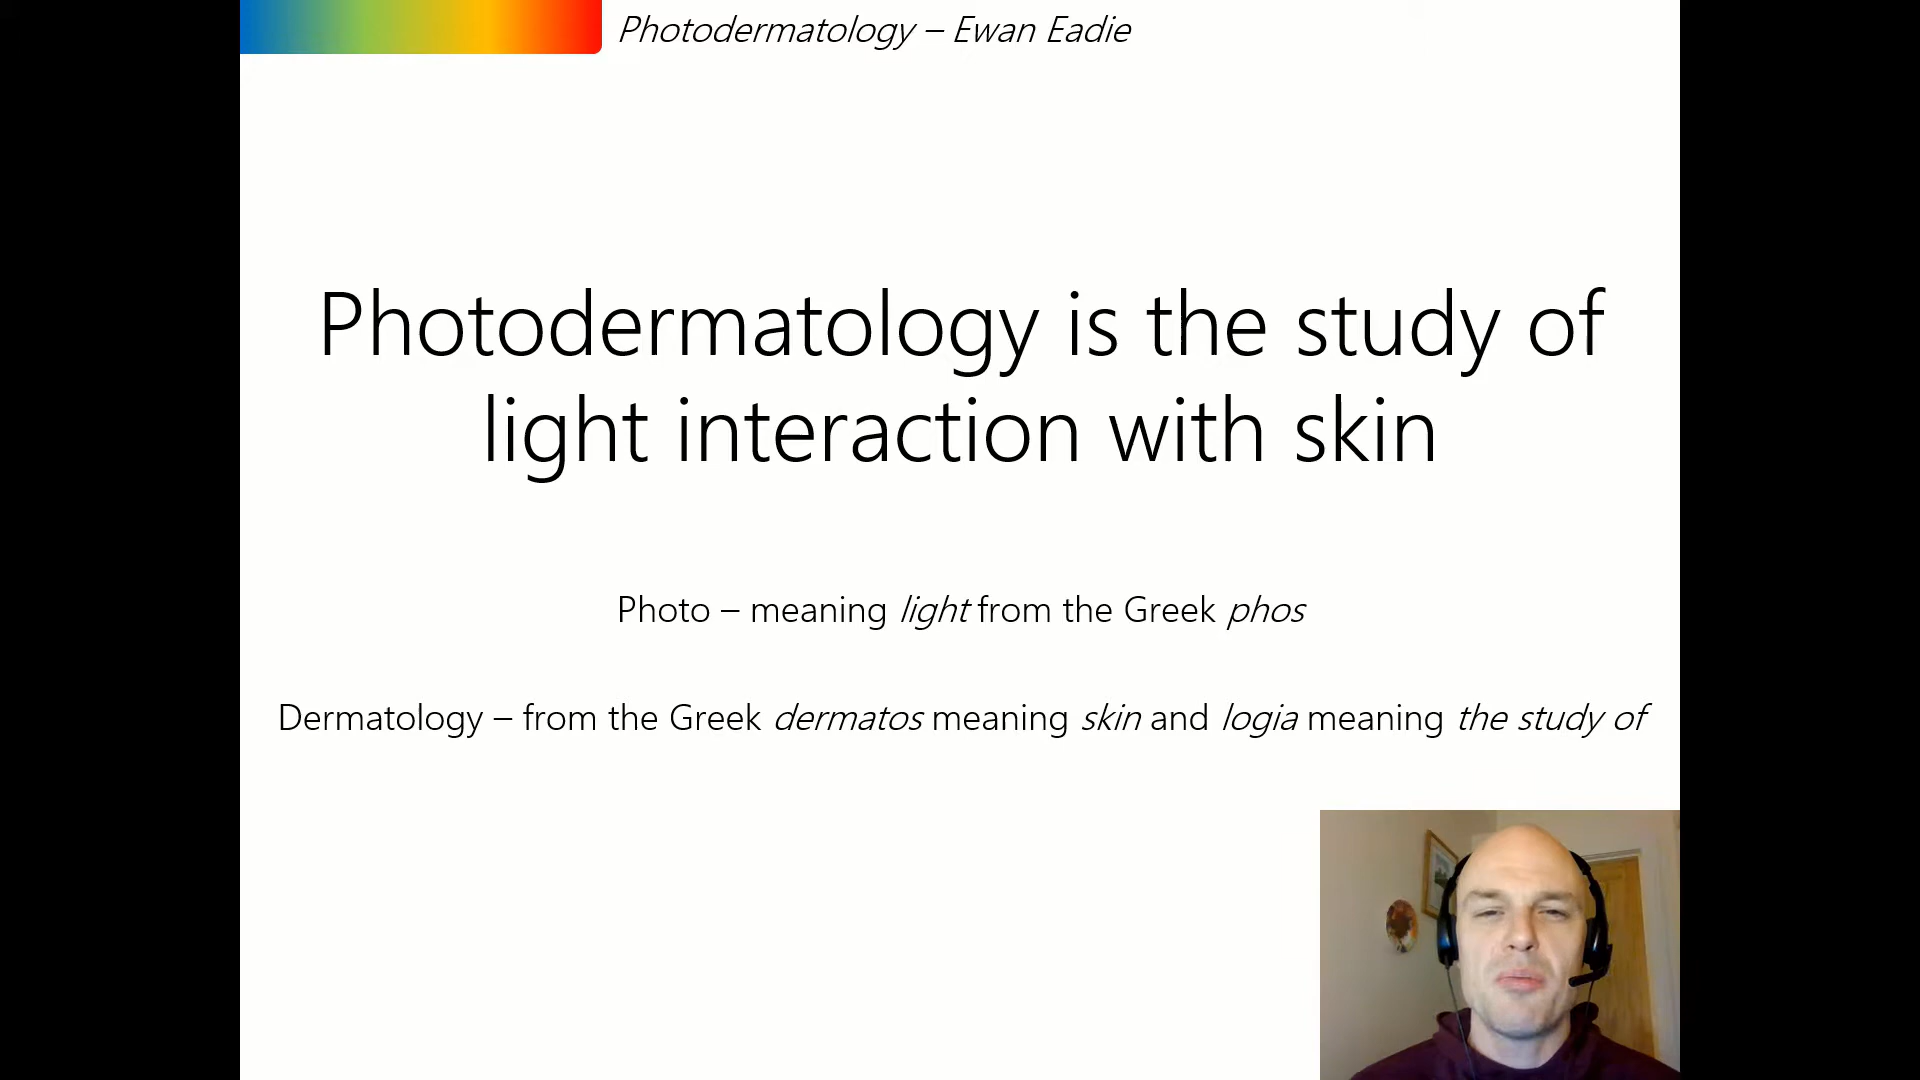 Photodermatology – Ewan Eadie
Photodermatology is the study of
light interaction with skin
Photo – meaning light from the Greek phos
Dermatology – from the Greek dermatos meaning skin and logia meaning the study of